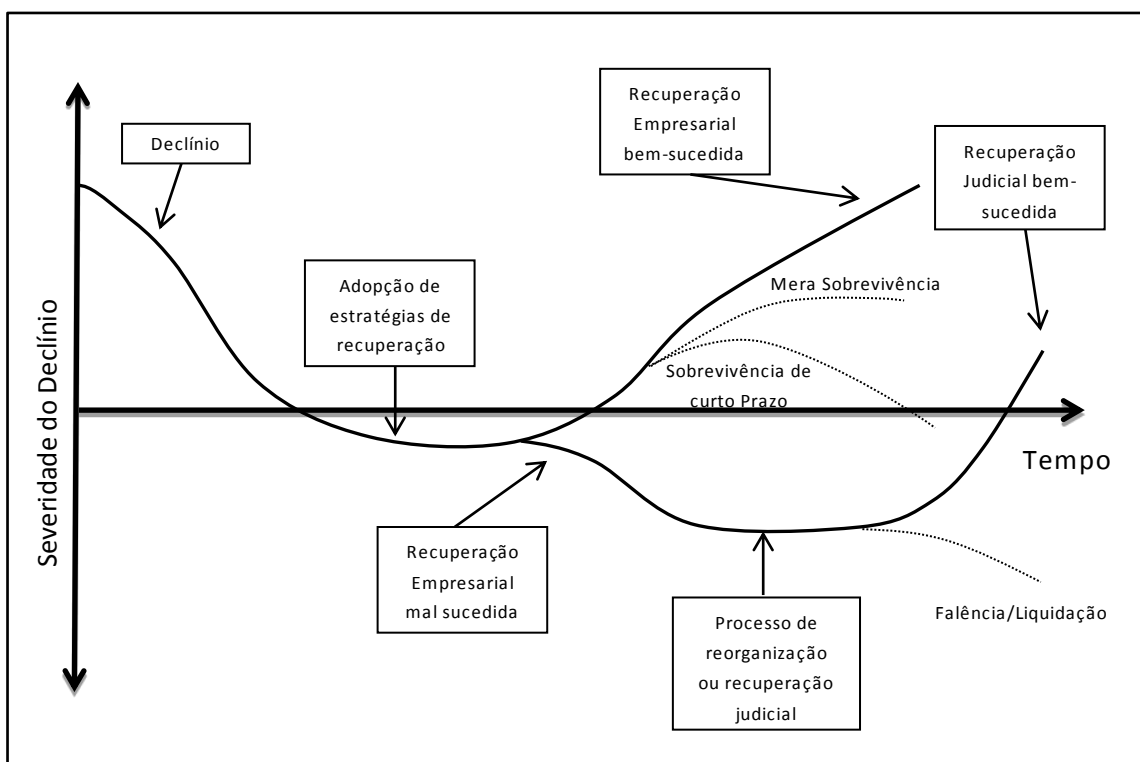 Severidade do Declínio
Declínio
Adopção de
estratégias de
recuperação
Recuperação
Empresarial
bem-sucedida
Recuperação
Judicial bem-
sucedida
Mera Sobrevivência
Sobrevivência de
curto Prazo
Tempo
Recuperação
Empresarial
mal sucedida
Processo de
reorganização
ou recuperação
judicial
Falência/Liquidação